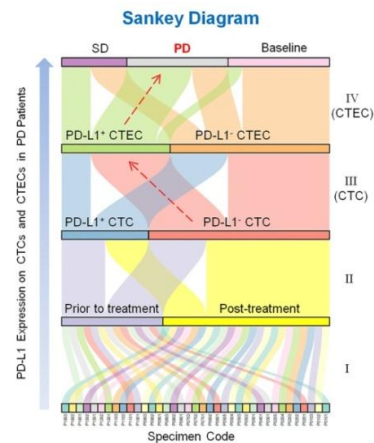 Sankey Diagram
SD PD Baseline
IV
(CTEC)
PD-L1⁺ CTEC PD-L1⁻ CTEC
III
(CTC)
PD-L1⁺ CTC PD-L1⁻ CTC
II
Prior to treatment Post-treatment
I
Specimen Code
PD-L1 Expression on CTCs and CTECs in PD Patients